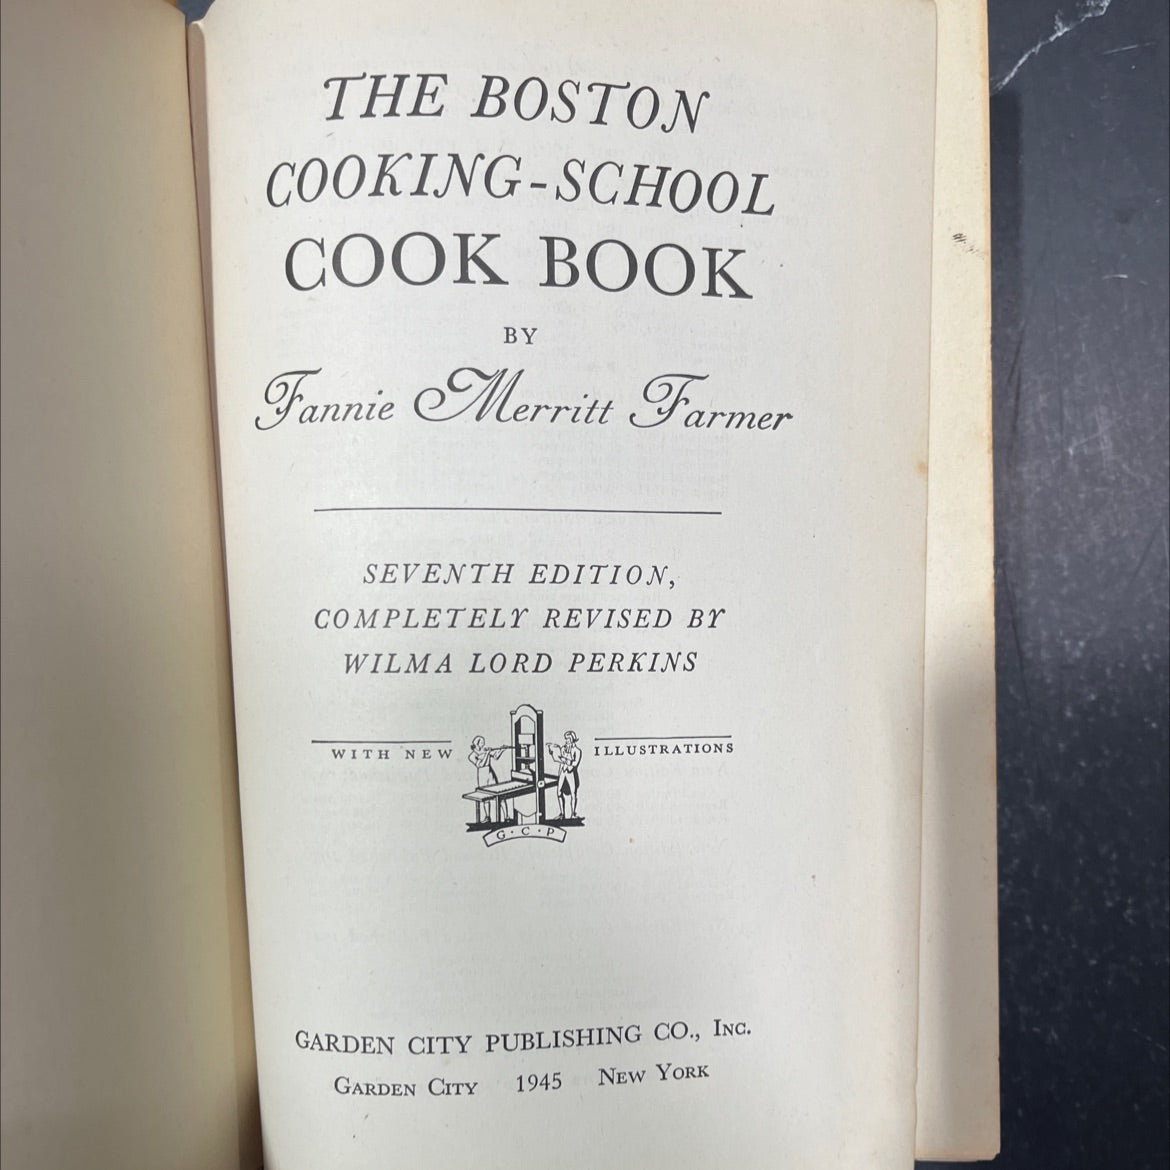 THE BOSTON
COOKING-SCHOOL
COOK BOOK
BY
Fannie Merritt Farmer
SEVENTH EDITION,
COMPLETELY REVISED BY
WILMA LORD PERKINS
WITH NEW ILLUSTRATIONS
G·C·P
GARDEN CITY PUBLISHING CO., INC.
GARDEN CITY 1945 NEW YORK